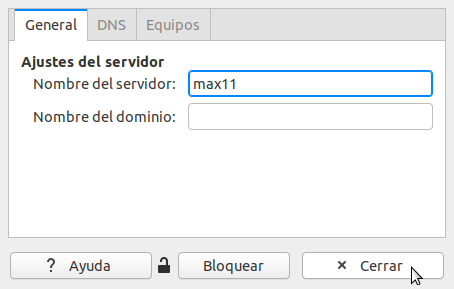 General DNS Equipos
Ajustes del servidor
Nombre del servidor: max11
Nombre del dominio:
? Ayuda Bloquear × Cerrar